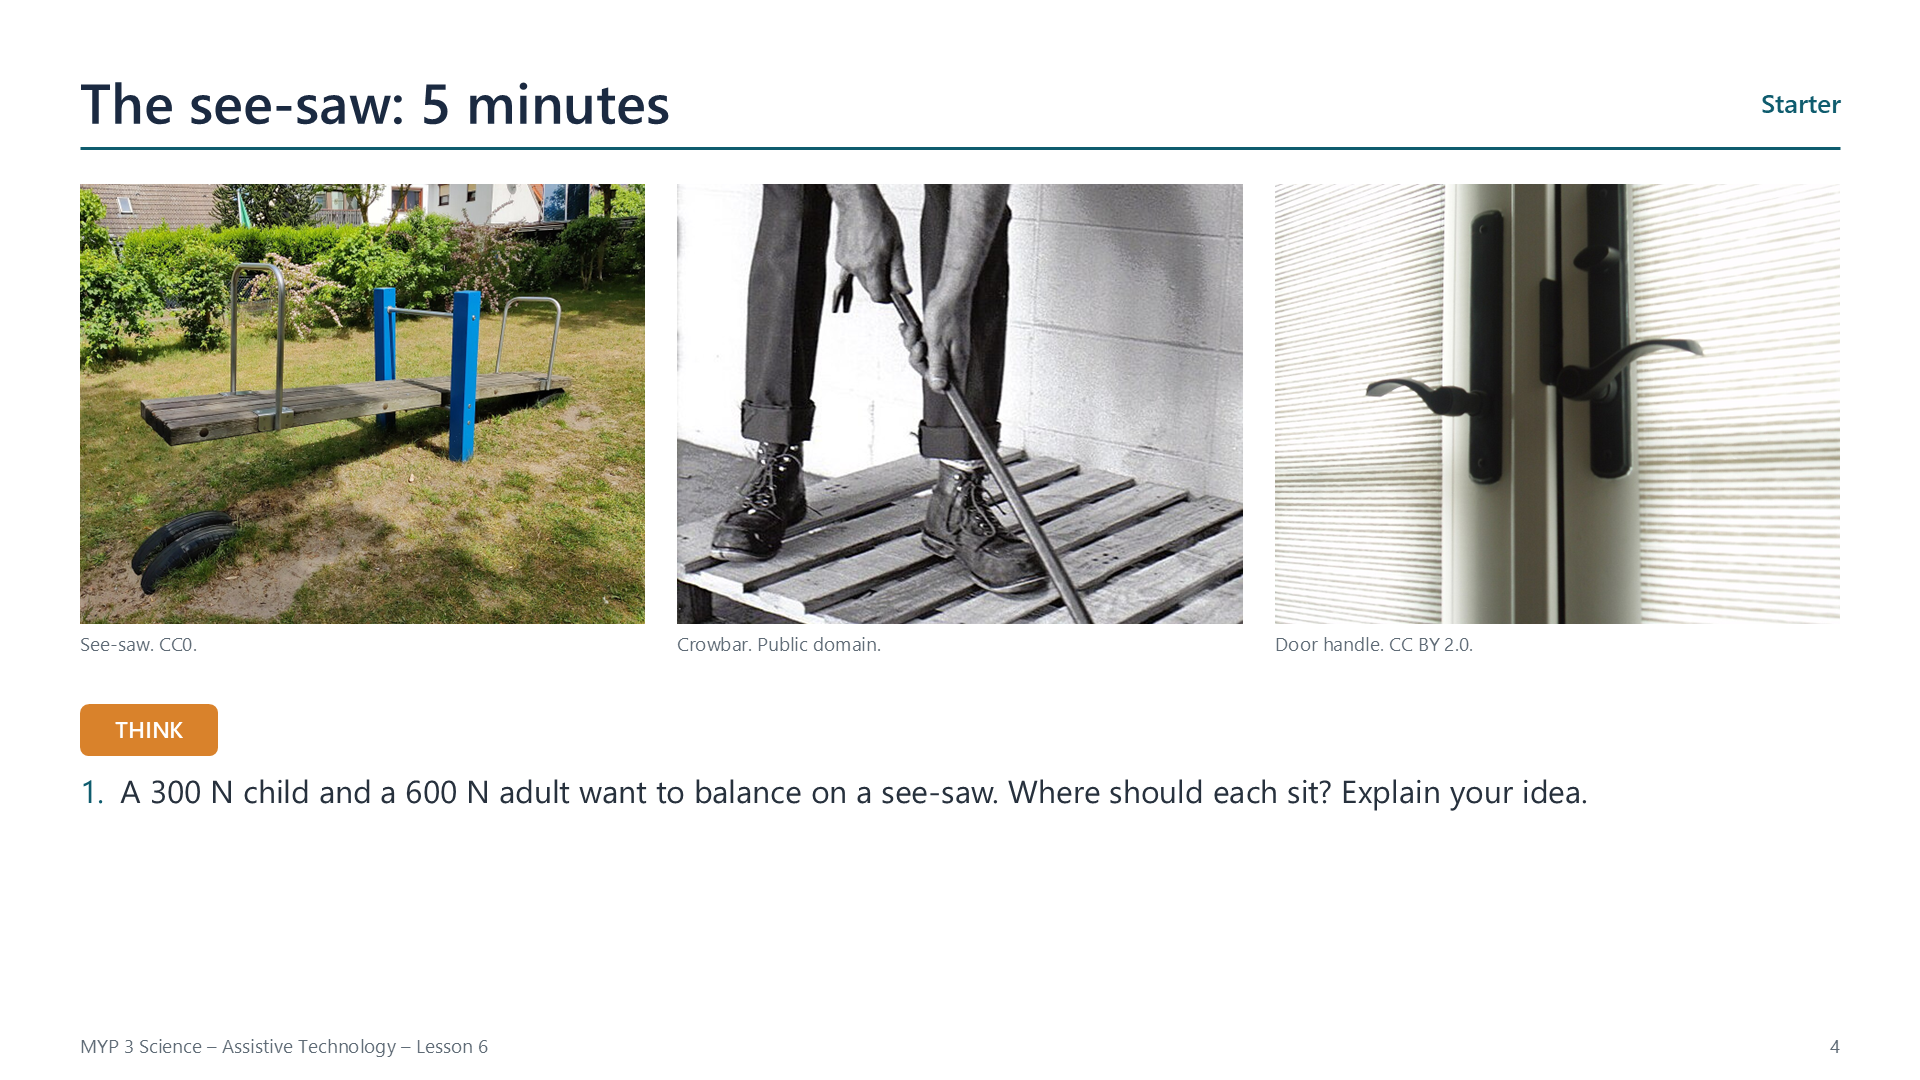 The see-saw: 5 minutes
Starter
See-saw. CC0.
Crowbar. Public domain.
Door handle. CC BY 2.0.
THINK
1. A 300 N child and a 600 N adult want to balance on a see-saw. Where should each sit? Explain your idea.
MYP 3 Science – Assistive Technology – Lesson 6
4